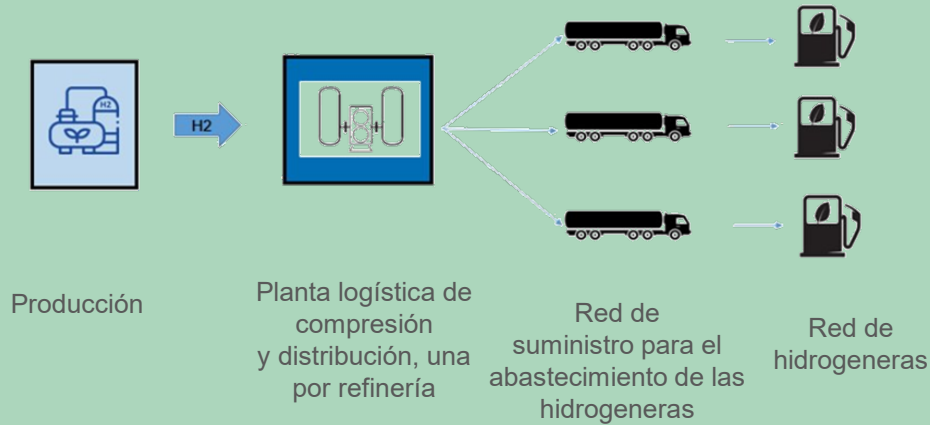 H2
H2
Producción
Planta logística de
compresión
y distribución, una
por refinería
Red de
suministro para el
abastecimiento de las
hidrogeneras
Red de
hidrogeneras